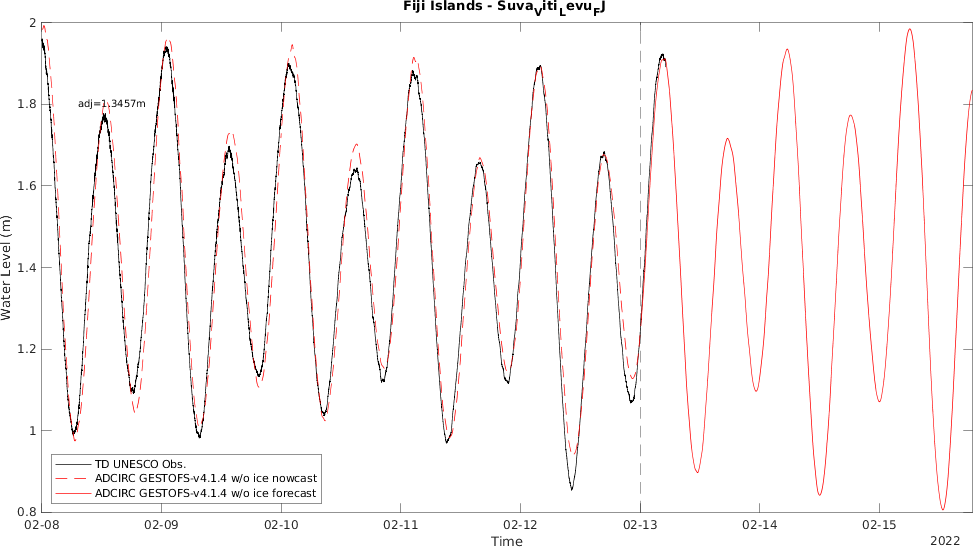 Fiji Islands - SuvaVitiLevuFJ
2
1.8
1.6
1.4
1.2
1
0.8
Water Level (m)
adj=1.3457m
TD UNESCO Obs.
ADCIRC GESTOFS-v4.1.4 w/o ice nowcast
ADCIRC GESTOFS-v4.1.4 w/o ice forecast
02-08 02-09 02-10 02-11 02-12 02-13 02-14 02-15
Time
2022